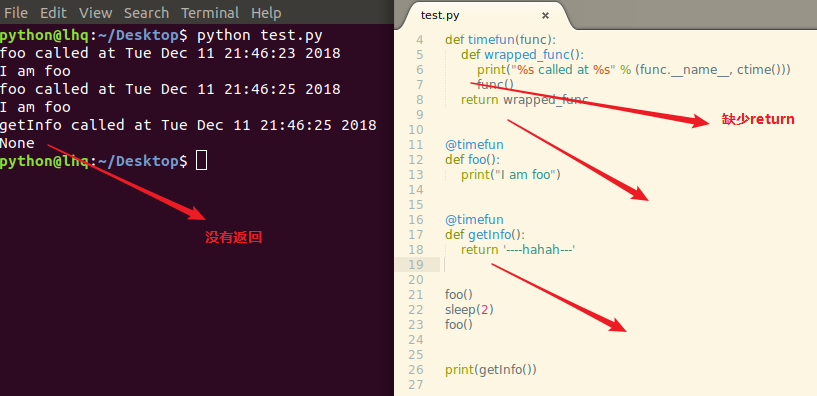 View Search Terminal Help
python@lhq:~/Desktop$ python test.py
foo called at Tue Dec 11 21:46:23 2018
I am foo
foo called at Tue Dec 11 21:46:25 2018
I am foo
getInfo called at Tue Dec 11 21:46:25 2018
None
python@lhq:~/Desktop$
没有返回
test.py ×
4 def timefun(func):
5 def wrapped_func():
6 print("%s called at %s" % (func.__name__, ctime()))
7 func()
8 return wrapped_func
9
10
11 @timefun
12 def foo():
13 print("I am foo")
14
15
16 @timefun
17 def getInfo():
18 return '----hahah---'
19
20
21 foo()
22 sleep(2)
23 foo()
24
25
26 print(getInfo())
27
缺少return